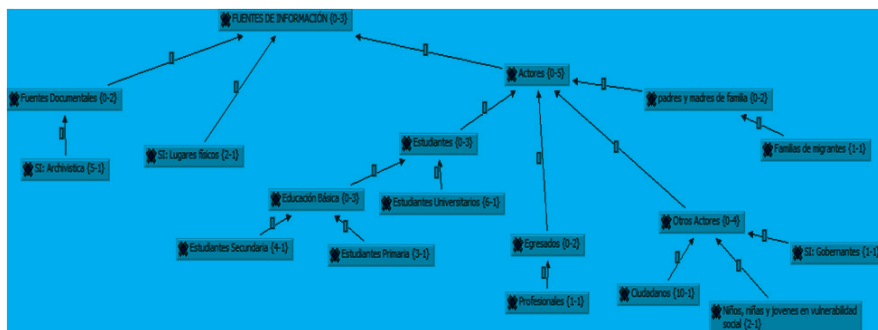 FUENTES DE INFORMACIÓN {0-3}
Actores {0-5}
Fuentes Documentales {0-2}
padres y madres de familia {0-2}
Estudiantes {0-3}
SI: Archivistica {5-1}
SI: Lugares físicos {2-1}
Familias de migrantes {1-1}
Educación Básica {0-3}
Estudiantes Universitarios {6-1}
Otros Actores {0-4}
Estudiantes Secundaria {4-1}
Estudiantes Primaria {3-1}
Egresados {0-2}
SI: Gobernantes {1-1}
Profesionales {1-1}
Ciudadanos {10-1}
Niños, niñas y jovenes en vulnerabilidad
social {2-1}